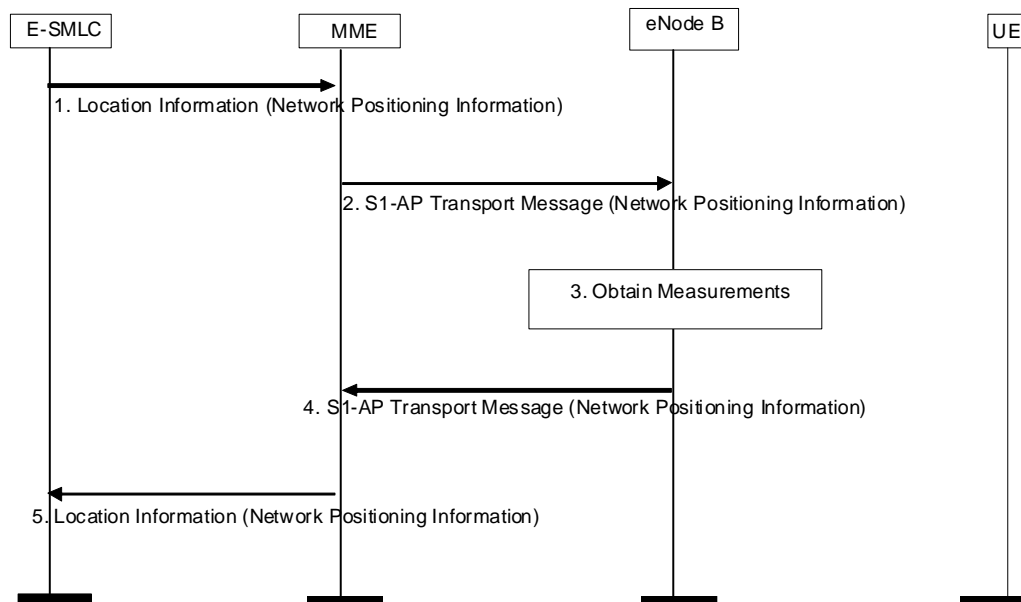 E-SMLC
MME
eNode B
UE
1. Location Information (Network Positioning Information)
2. S1-AP Transport Message (Network Positioning Information)
3. Obtain Measurements
4. S1-AP Transport Message (Network Positioning Information)
5. Location Information (Network Positioning Information)